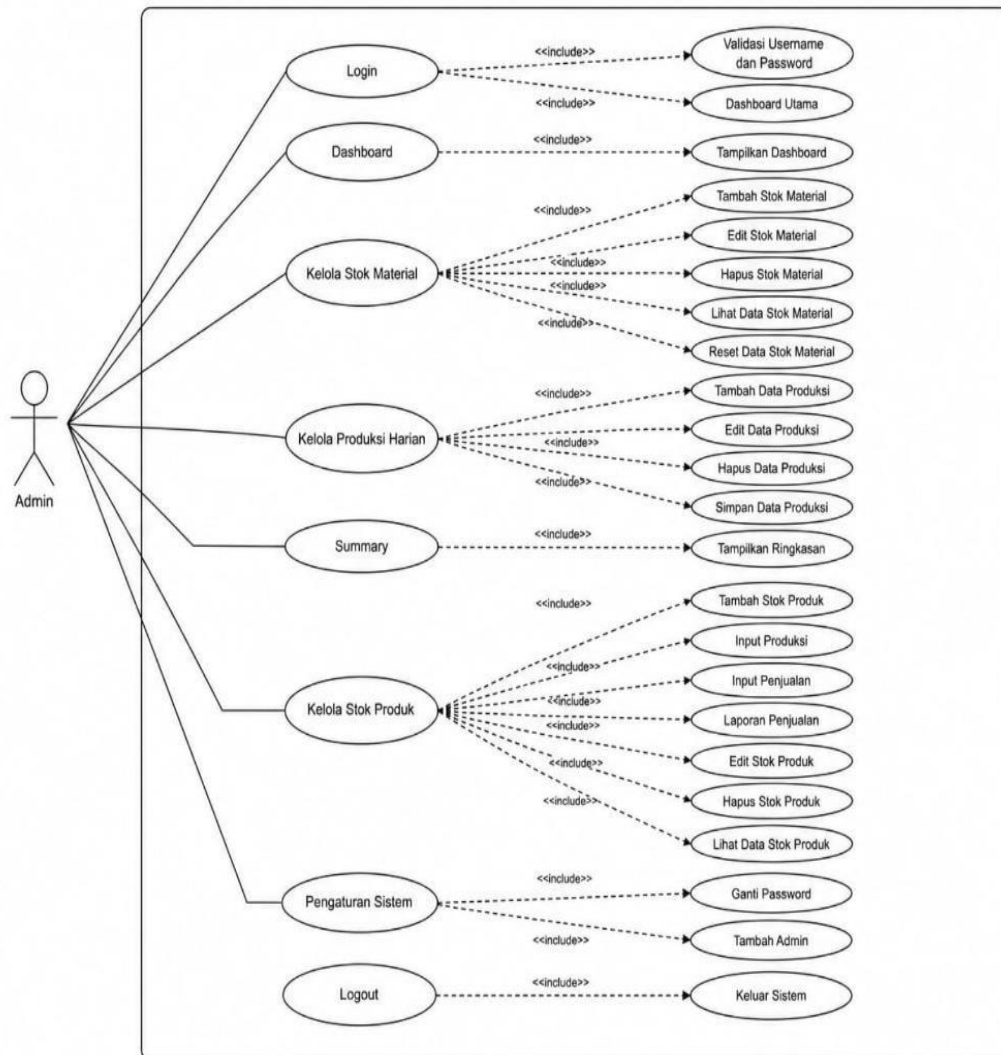 <<include>>
Validasi Username
dan Password
Login
<<include>>
Dashboard Utama
Dashboard
<<include>>
Tampilkan Dashboard
Tambah Stok Material
<<include>>
Edit Stok Material
<<include>>
Kelola Stok Material
Hapus Stok Material
<<include>>
Lihat Data Stok Material
<<include>>
Reset Data Stok Material
Tambah Data Produksi
<<include>>
Edit Data Produksi
Kelola Produksi Harian
<<include>>
Hapus Data Produksi
<<include>>
Simpan Data Produksi
Admin
Summary
<<include>>
Tampilkan Ringkasan
<<include>>
Tambah Stok Produk
Input Produksi
<<include>>
Input Penjualan
<<include>>
Kelola Stok Produk
Laporan Penjualan
<<include>>
Edit Stok Produk
<<include>>
Hapus Stok Produk
<<include>>
Lihat Data Stok Produk
<<include>>
Ganti Password
Pengaturan Sistem
<<include>>
Tambah Admin
<<include>>
Logout
Keluar Sistem